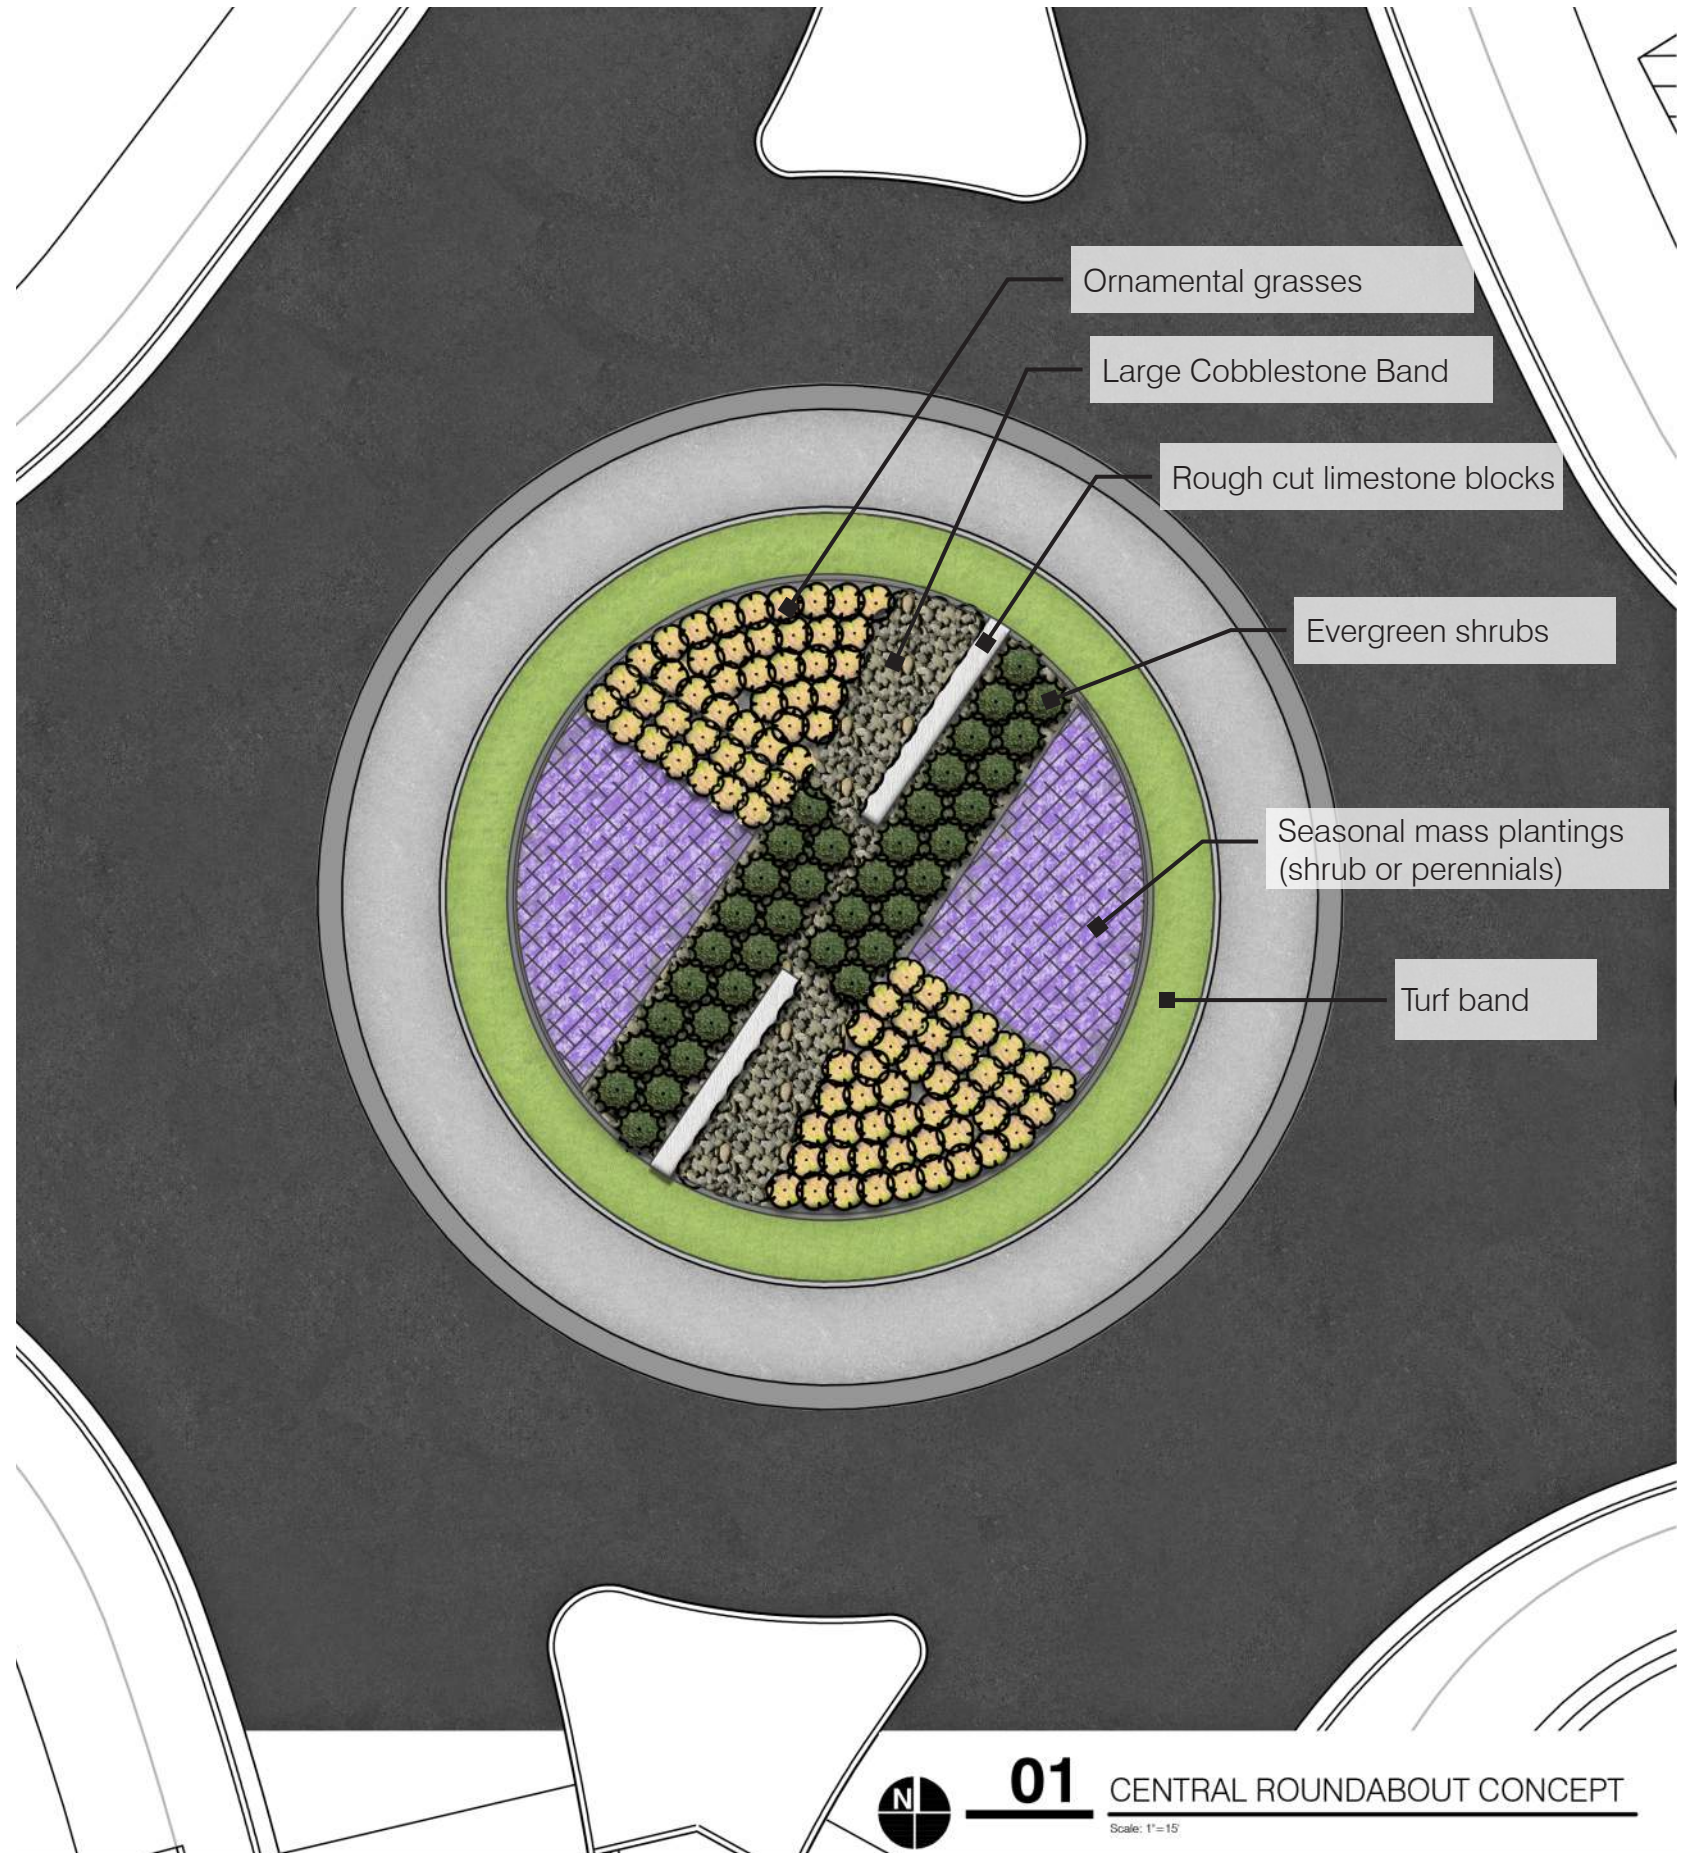 Ornamental grasses
Large Cobblestone Band
Rough cut limestone blocks
Evergreen shrubs
Seasonal mass plantings
(shrub or perennials)
Turf band
N
01
CENTRAL ROUNDABOUT CONCEPT
Scale: 1"=15'